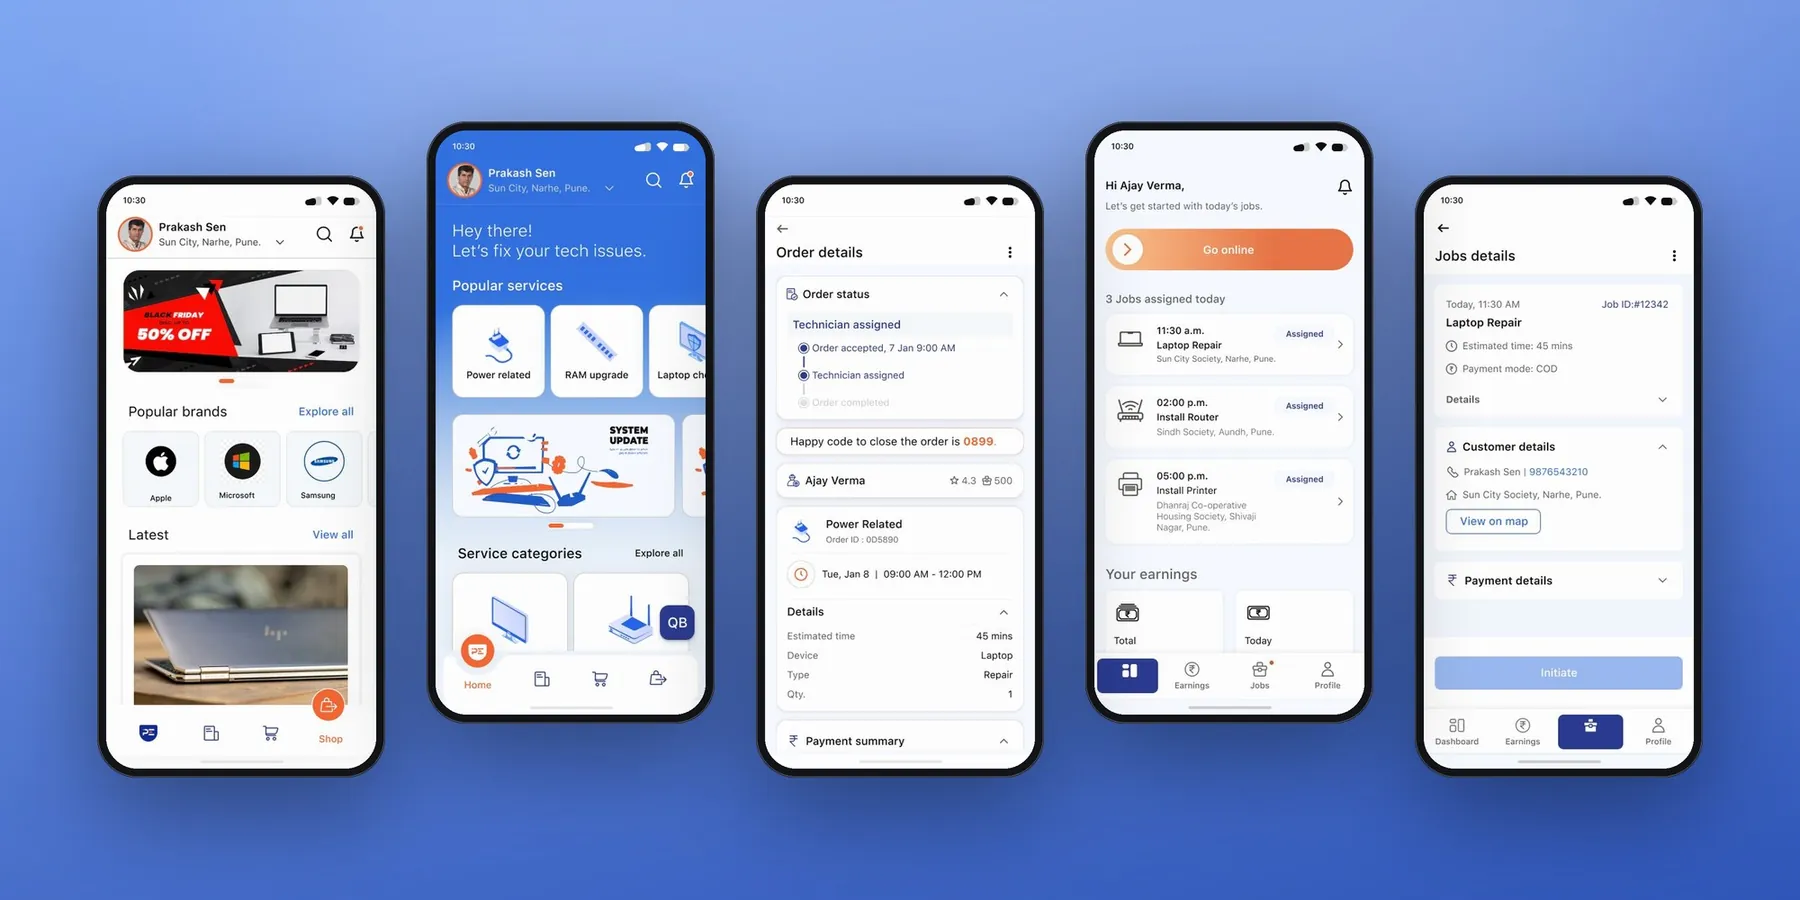 10:30
Prakash Sen
Sun City, Narhe, Pune.
BLACK FRIDAY
50% OFF
Popular brands
Explore all
Apple
Microsoft
SAMSUNG
Samsung
Latest
View all
hp
PE
Shop
10:30
Prakash Sen
Sun City, Narhe, Pune.
Hey there!
Let's fix your tech issues.
Popular services
Power related
RAM upgrade
Laptop che
SYSTEM
UPDATE
Service categories
Explore all
QB
PE
Home
10:30
Order details
Order status
Technician assigned
Order accepted, 7 Jan 9:00 AM
Technician assigned
Order completed
Happy code to close the order is 0899.
Ajay Verma
4.3
500
Power Related
Order ID : OD5890
Tue, Jan 8 | 09:00 AM - 12:00 PM
Details
Estimated time
45 mins
Device
Laptop
Type
Repair
Qty.
1
₹ Payment summary
10:30
Hi Ajay Verma,
Let's get started with today's jobs.
Go online
3 Jobs assigned today
11:30 a.m.
Laptop Repair
Sun City Society, Narhe, Pune.
Assigned
02:00 p.m.
Install Router
Sindh Society, Aundh, Pune.
Assigned
05:00 p.m.
Install Printer
Dhanraj Co-operative
Housing Society, Shivaji
Nagar, Pune.
Assigned
Your earnings
Total
Today
Earnings
Jobs
Profile
10:30
Jobs details
Today, 11:30 AM
Job ID:#12342
Laptop Repair
Estimated time: 45 mins
Payment mode: COD
Details
Customer details
Prakash Sen | 9876543210
Sun City Society, Narhe, Pune.
View on map
₹ Payment details
Initiate
Dashboard
Earnings
Profile